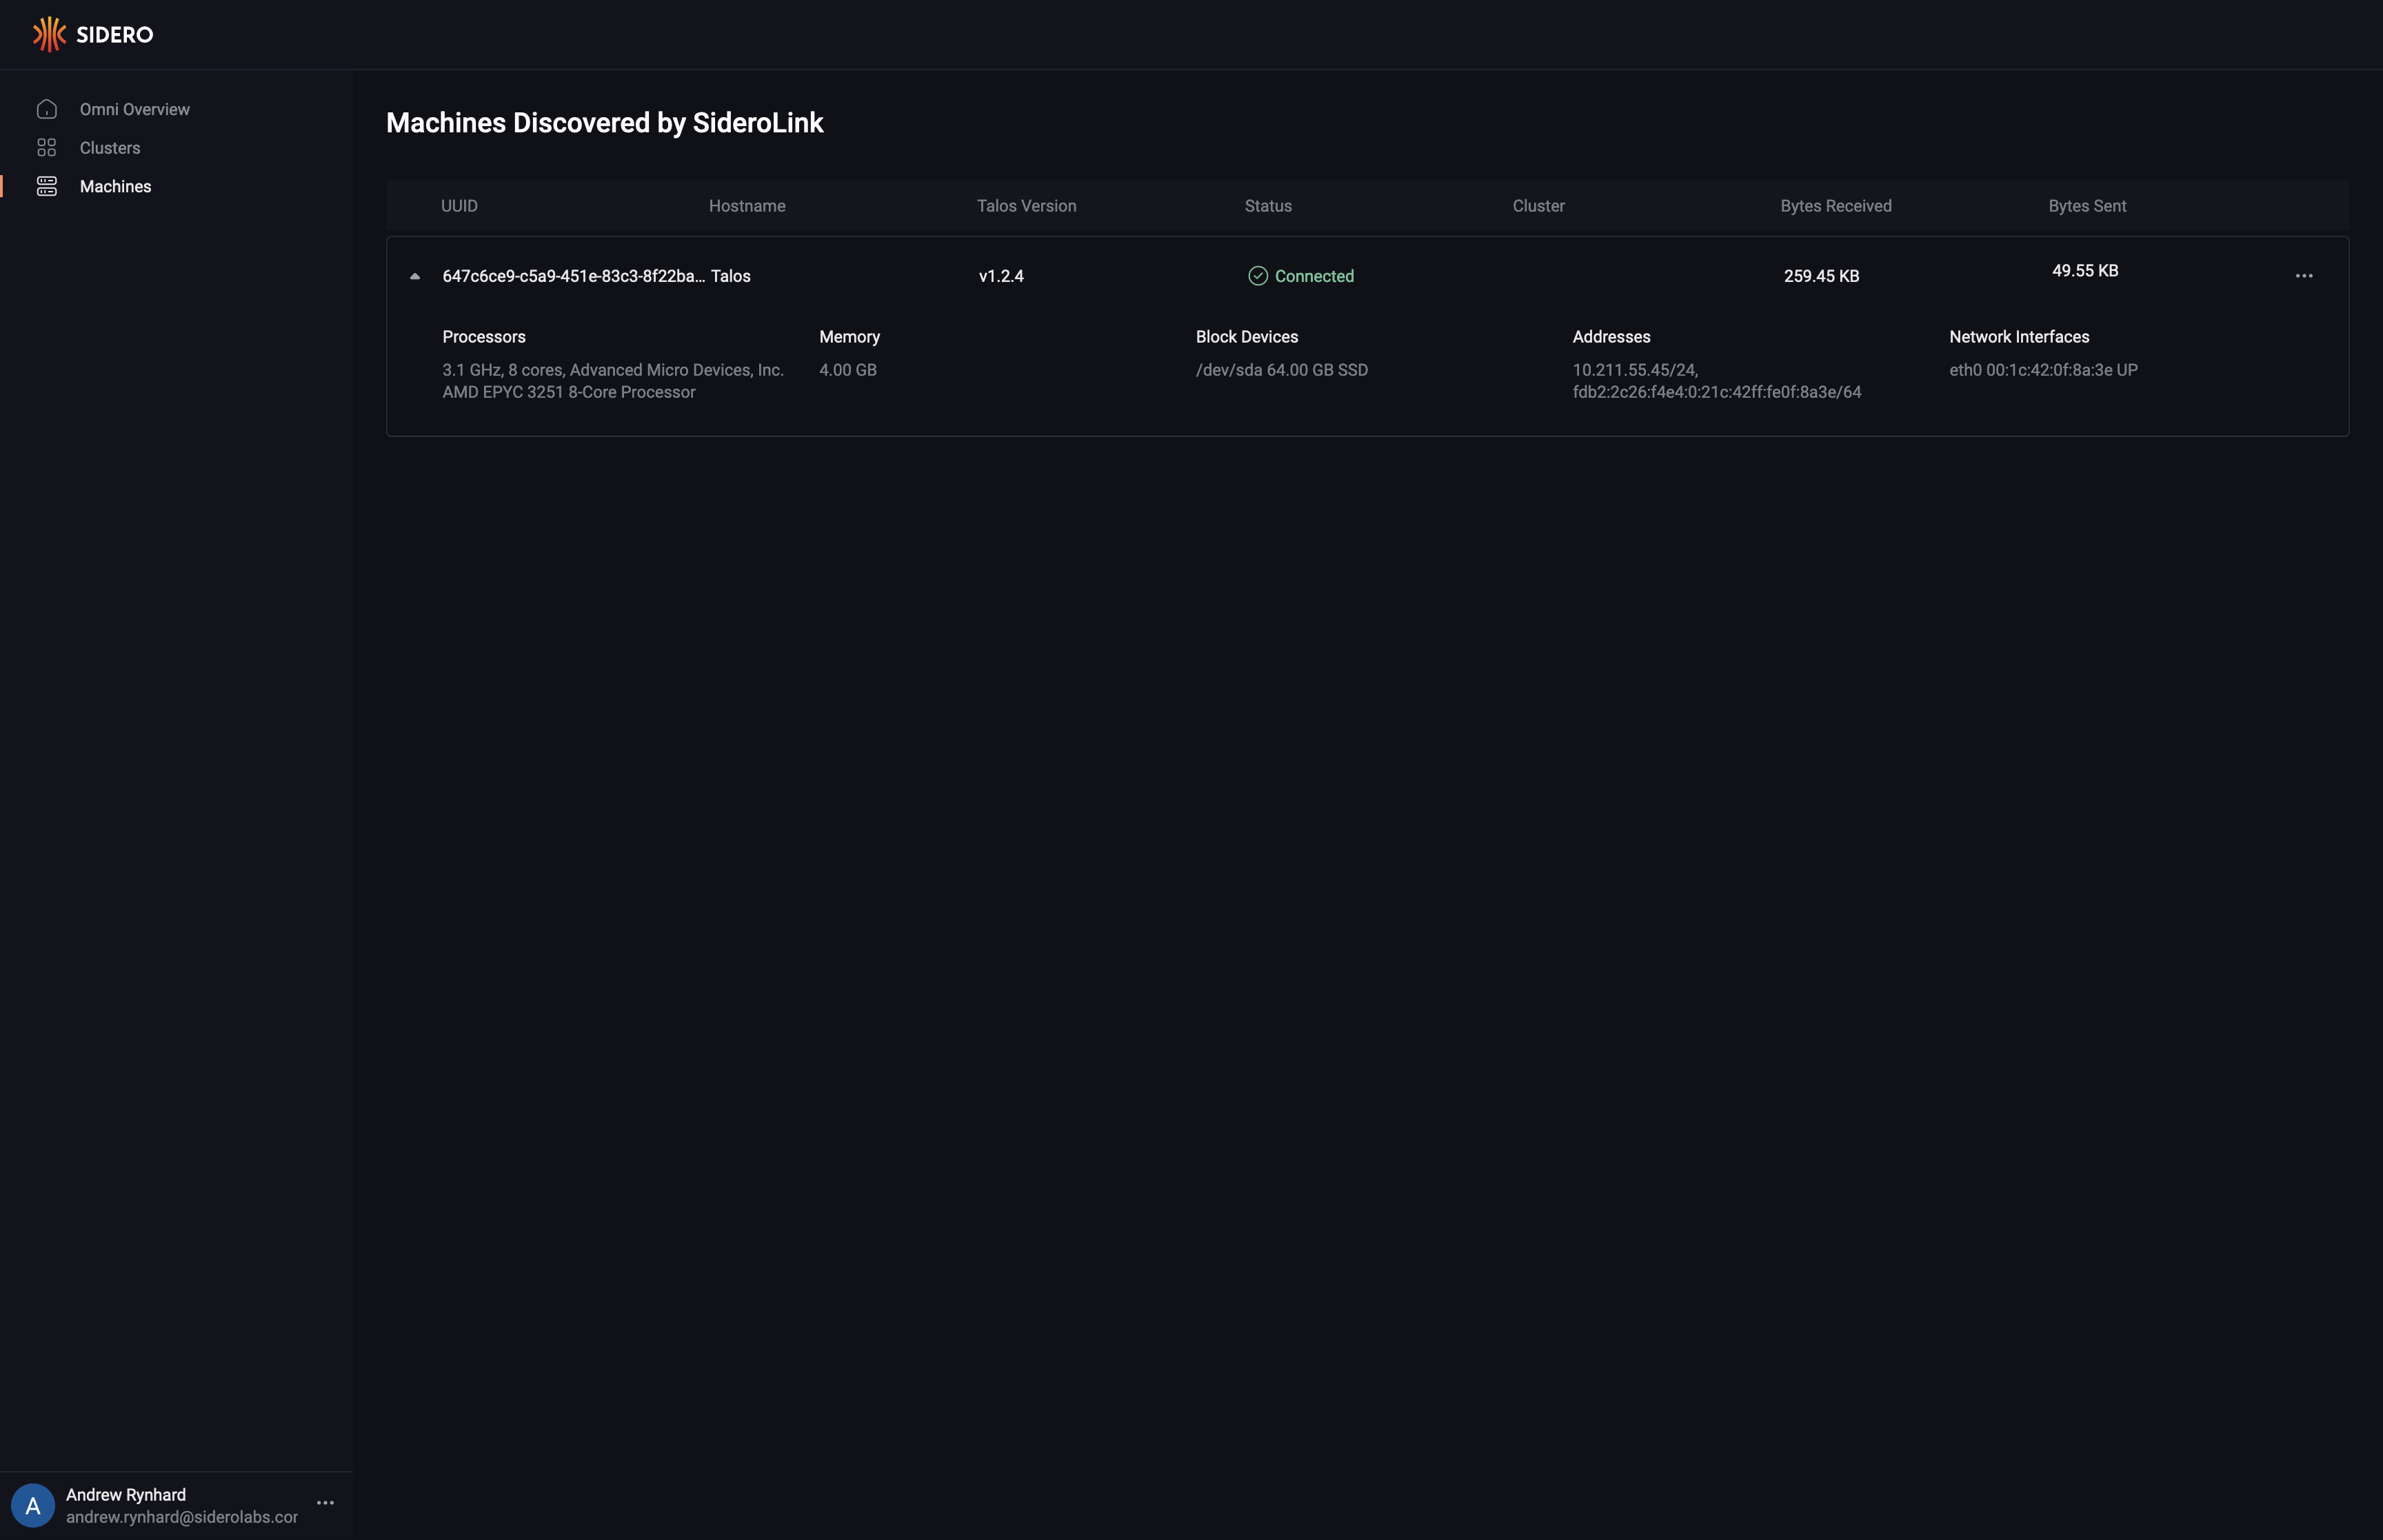 SIDERO
Omni Overview
Clusters
Machines
Machines Discovered by SideroLink
UUID Hostname Talos Version Status Cluster Bytes Received Bytes Sent
647c6ce9-c5a9-451e-83c3-8f22ba... Talos v1.2.4 Connected 259.45 KB 49.55 KB
Processors Memory Block Devices Addresses Network Interfaces
3.1 GHz, 8 cores, Advanced Micro Devices, Inc. 4.00 GB /dev/sda 64.00 GB SSD 10.211.55.45/24, eth0 00:1c:42:0f:8a:3e UP
AMD EPYC 3251 8-Core Processor fdb2:2c26:f4e4:0:21c:42ff:fe0f:8a3e/64
A
Andrew Rynhard
andrew.rynhard@siderolabs.cor